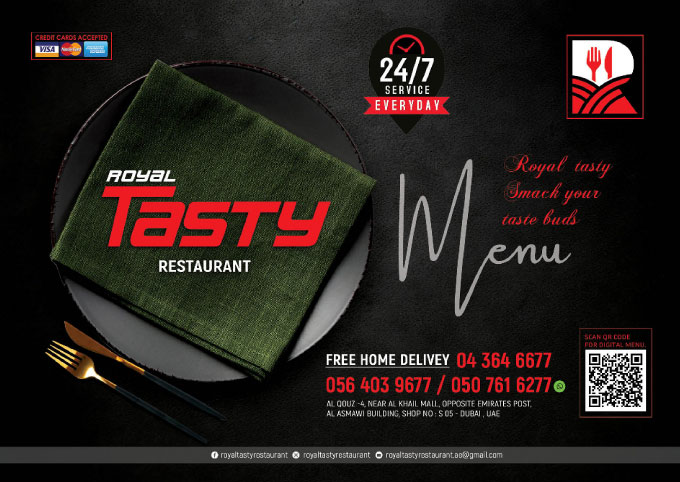 CREDIT CARDS ACCEPTED
VISA MasterCard
24/7
SERVICE
EVERYDAY
ROYAL
Tasty
RESTAURANT
Royal tasty
Smack your
taste buds
Menu
FREE HOME DELIVEY 04 364 6677
056 403 9677 / 050 761 6277
AL QOUZ -4, NEAR AL KHAIL MALL, OPPOSITE EMIRATES POST,
AL ASMAWI BUILDING, SHOP NO : S 05 - DUBAI , UAE
SCAN QR CODE
FOR DIGITAL MENU.
royaltastyrestaurant royaltastyrestaurant royaltastyrestaurant.ae@gmail.com